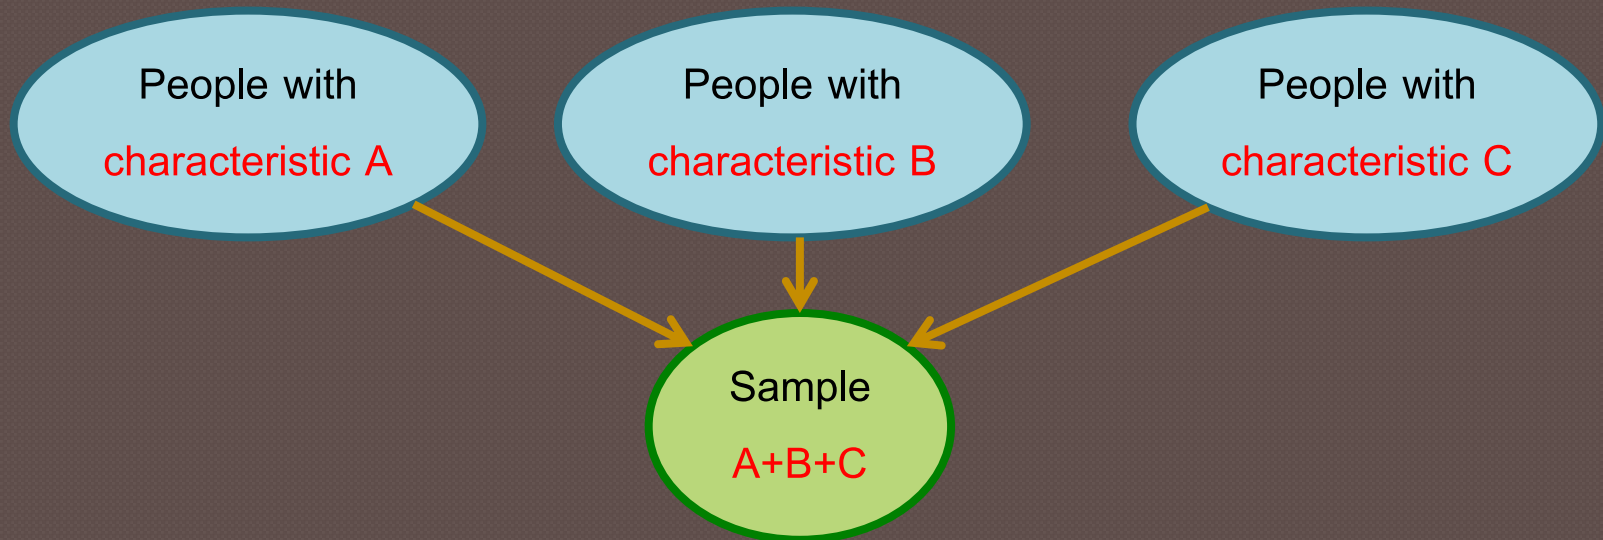 People with
characteristic A
People with
characteristic B
People with
characteristic C
Sample
A+B+C